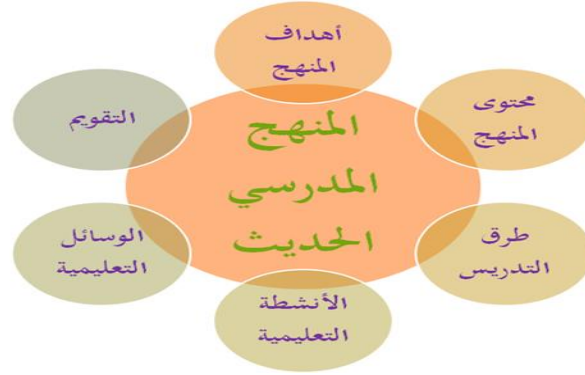 أهداف
المنهج
محتوى
المنهج
طرق
التدريس
الأنشطة
التعليمية
الوسائل
التعليمية
التقويم
المنهج
المدرسي
الحديث